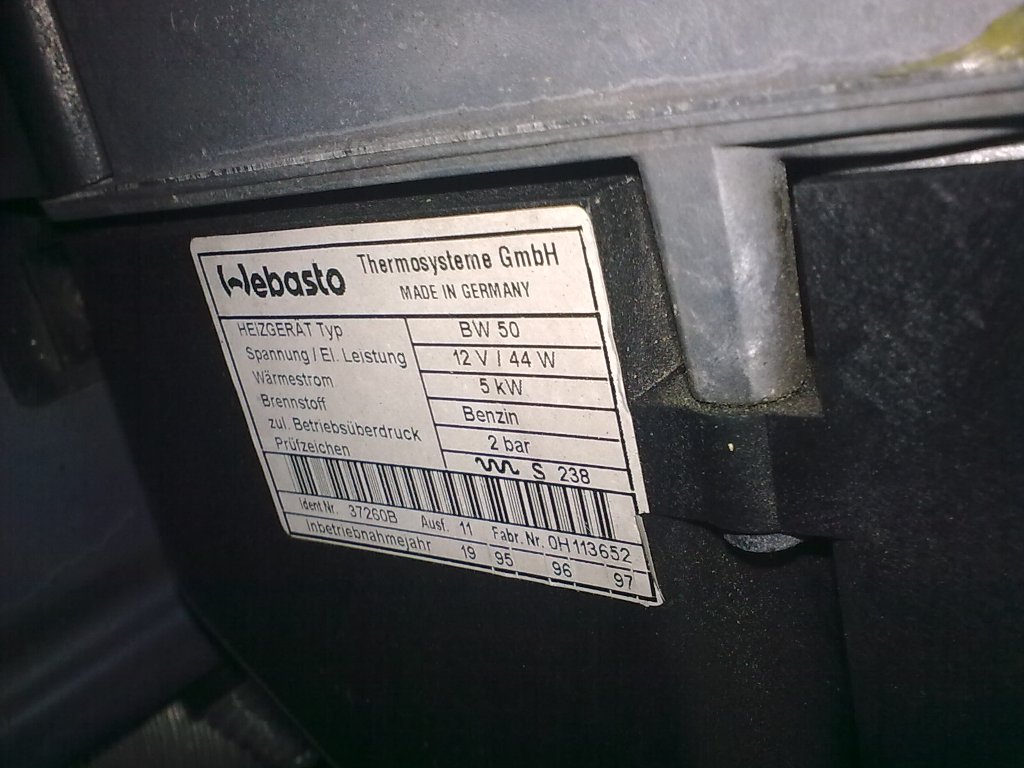 Webasto Thermosysteme GmbH
MADE IN GERMANY
HEIZGERÄT Typ BW 50
Spannung / El. Leistung 12 V / 44 W
Wärmestrom 5 kW
Brennstoff Benzin
zul. Betriebsüberdruck 2 bar
Prüfzeichen S 238
Ident Nr. 37260B Ausf. 11 Fabr. Nr. 0H113652
Inbetriebnahmejahr 19 95 96 97